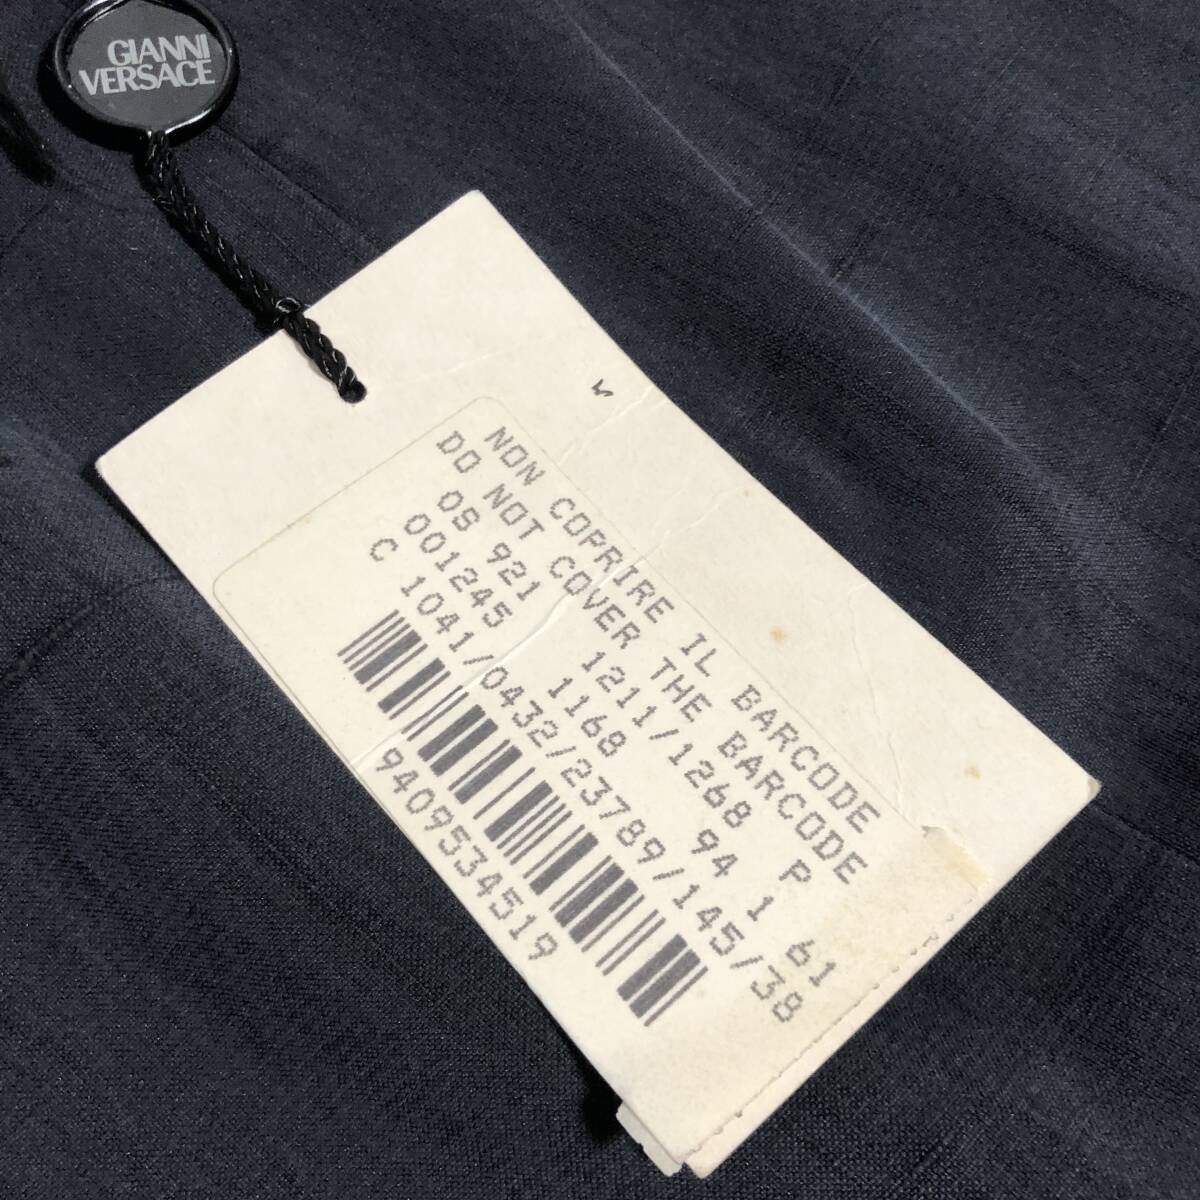 GIANNI
VERSACE
NON COPRIRE IL BARCODE
DO NOT COVER THE BARCODE
OS 921 1211/1268 P
001245 1168 94 1 61
C 1041/0432/23789/145/38
9409534519